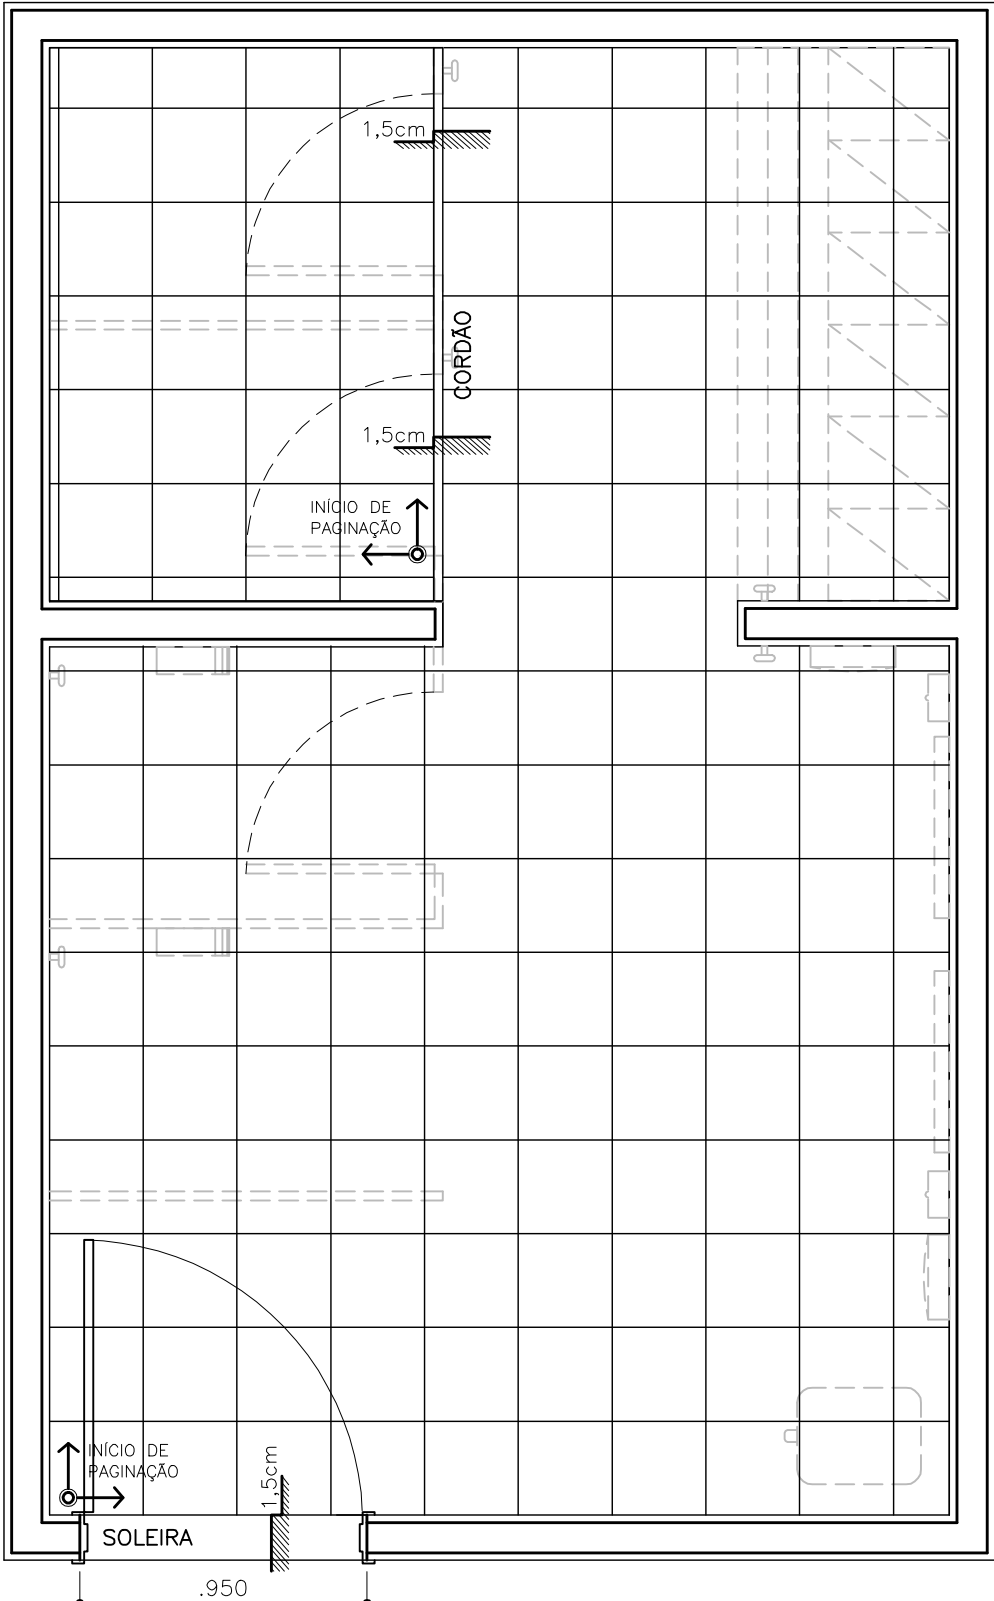 1,5cm
CORDÃO
1,5cm
INÍCIO DE
PAGINAÇÃO
INÍCIO DE
PAGINAÇÃO
1,5cm
SOLEIRA
.950